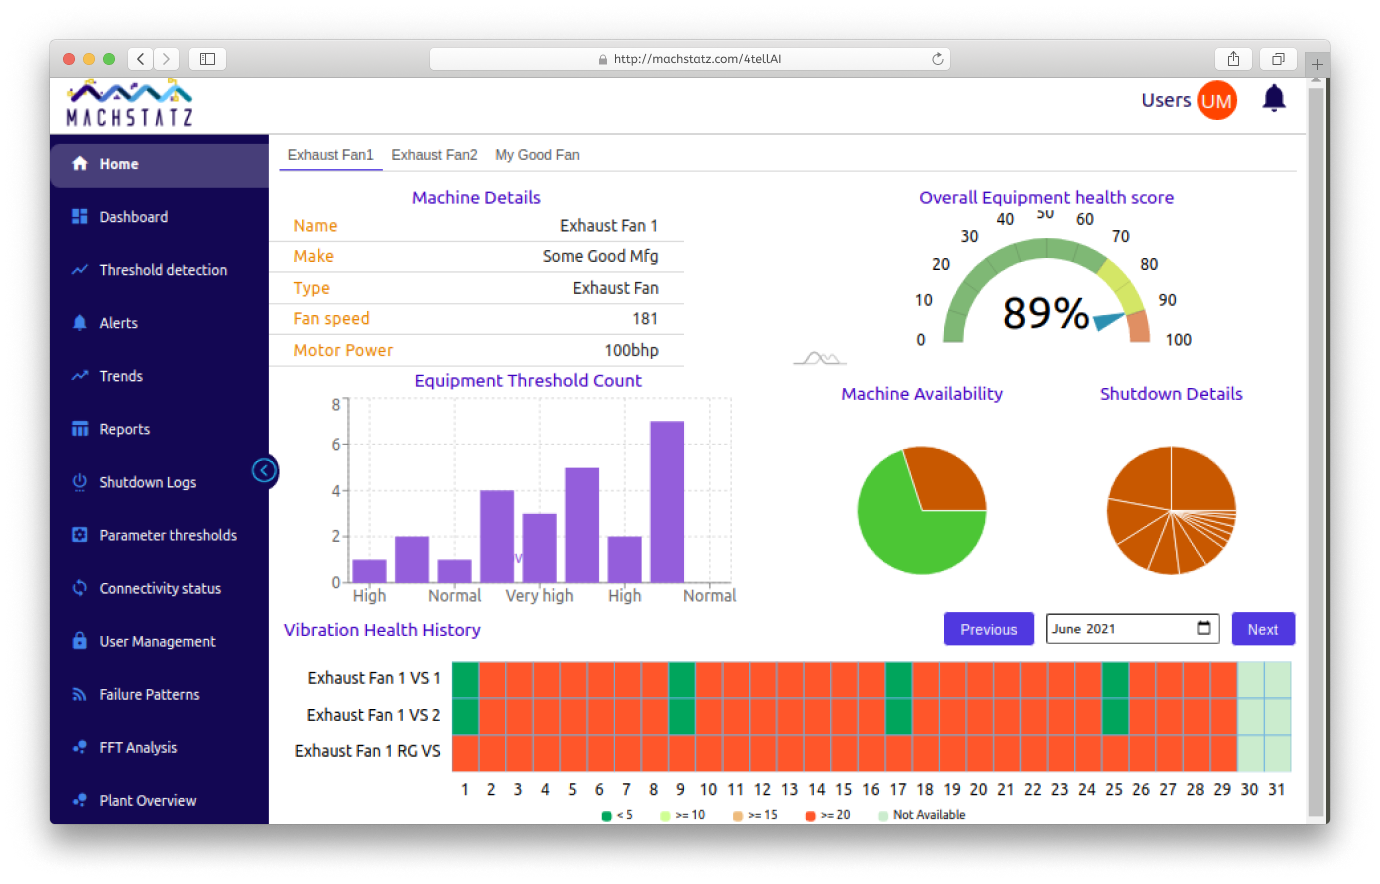 http://machstatz.com/4tellAI
MACHSTATZ
Users UM
Home
Dashboard
Threshold detection
Alerts
Trends
Reports
Shutdown Logs
Parameter thresholds
Connectivity status
User Management
Failure Patterns
FFT Analysis
Plant Overview
Exhaust Fan1 Exhaust Fan2 My Good Fan
Machine Details
Name Exhaust Fan 1
Make Some Good Mfg
Type Exhaust Fan
Fan speed 181
Motor Power 100bhp
Overall Equipment health score
0 10 20 30 40 50 60 70 80 90 100
89%
Equipment Threshold Count
8
6
4
2
0
High Normal Very high High Normal
Machine Availability
Shutdown Details
Vibration Health History
Previous June 2021 Next
Exhaust Fan 1 VS 1
Exhaust Fan 1 VS 2
Exhaust Fan 1 RG VS
1 2 3 4 5 6 7 8 9 10 11 12 13 14 15 16 17 18 19 20 21 22 23 24 25 26 27 28 29 30 31
< 5 >= 10 >= 15 >= 20 Not Available